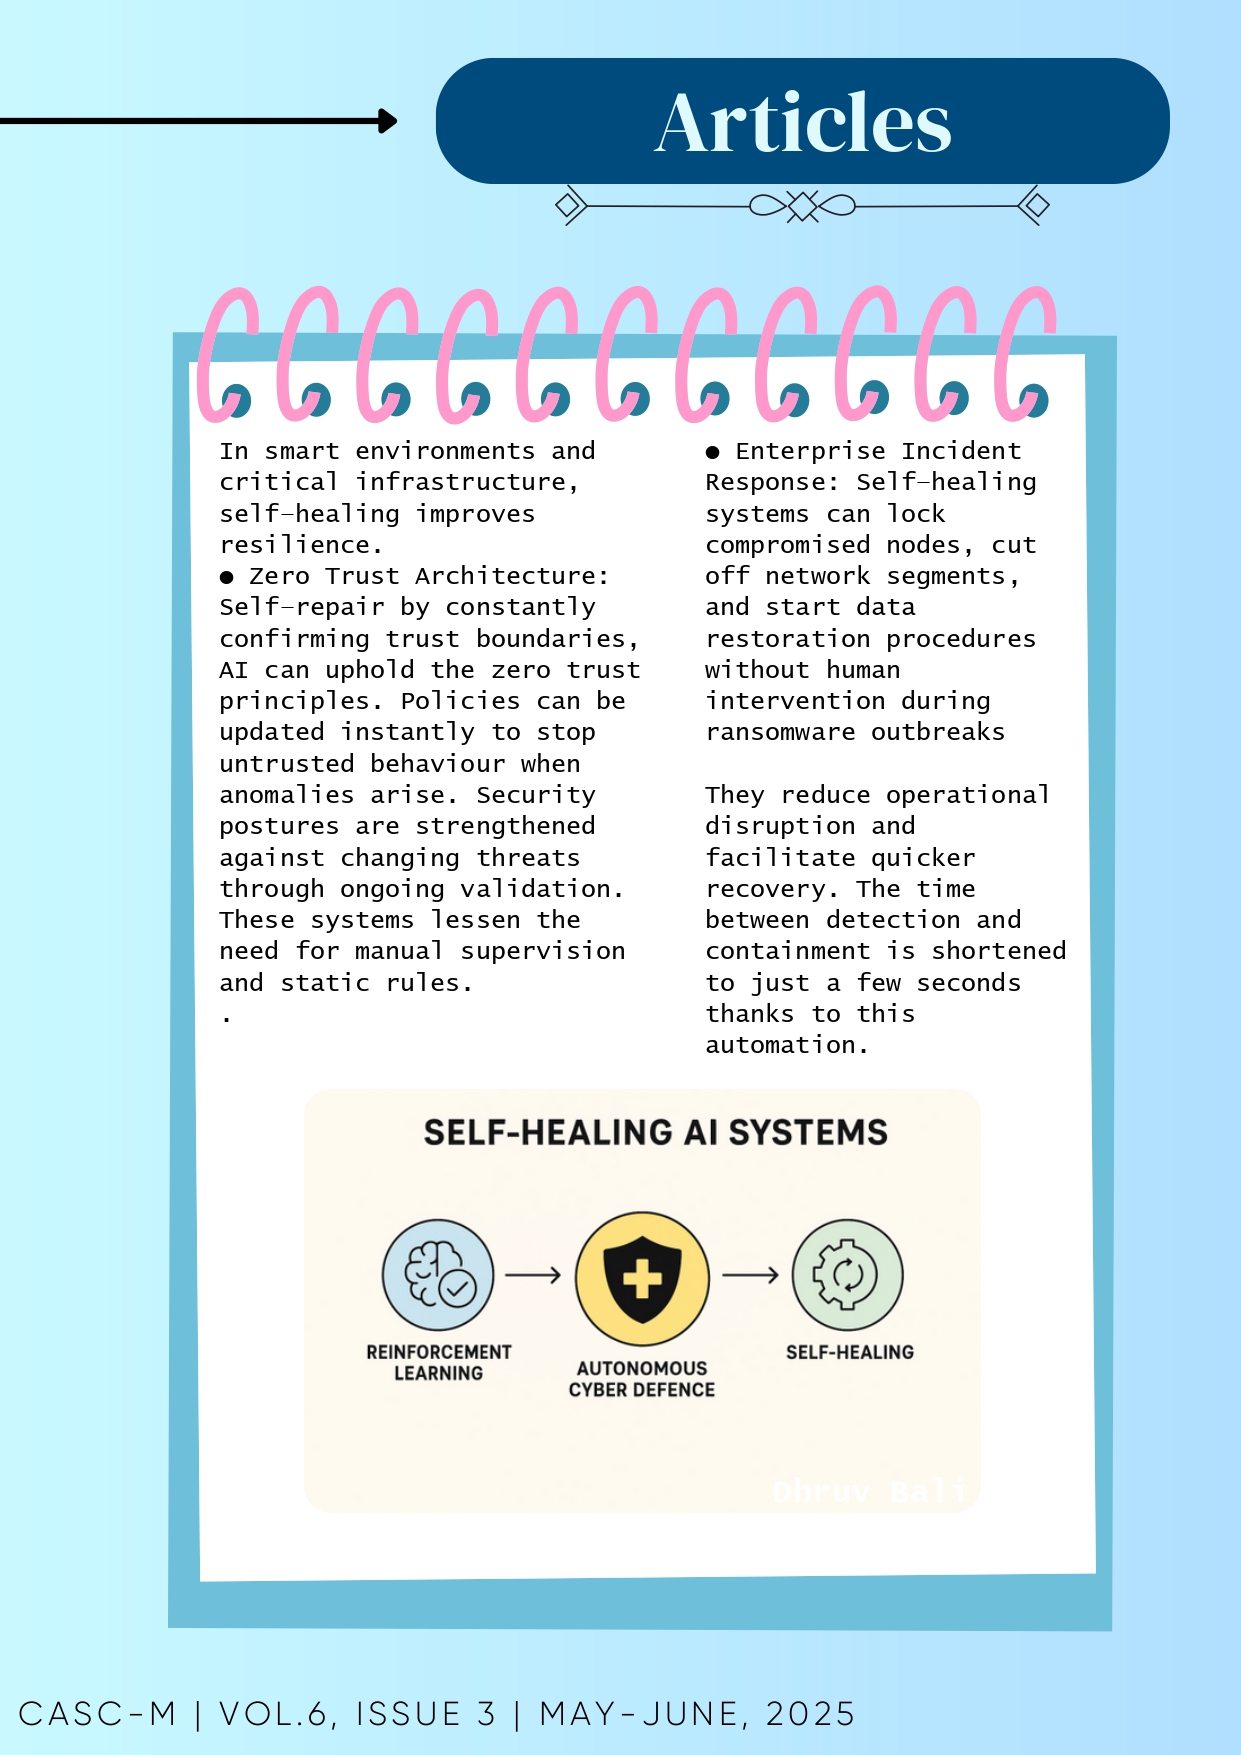 Articles
In smart environments and
critical infrastructure,
self-healing improves
resilience.
● Zero Trust Architecture:
Self-repair by constantly
confirming trust boundaries,
AI can uphold the zero trust
principles. Policies can be
updated instantly to stop
untrusted behaviour when
anomalies arise. Security
postures are strengthened
against changing threats
through ongoing validation.
These systems lessen the
need for manual supervision
and static rules.
.
● Enterprise Incident
Response: Self-healing
systems can lock
compromised nodes, cut
off network segments,
and start data
restoration procedures
without human
intervention during
ransomware outbreaks
They reduce operational
disruption and
facilitate quicker
recovery. The time
between detection and
containment is shortened
to just a few seconds
thanks to this
automation.
SELF-HEALING AI SYSTEMS
REINFORCEMENT
LEARNING
AUTONOMOUS
CYBER DEFENCE
SELF-HEALING
Dhruv Bali
CASC-M | VOL.6, ISSUE 3 | MAY-JUNE, 2025